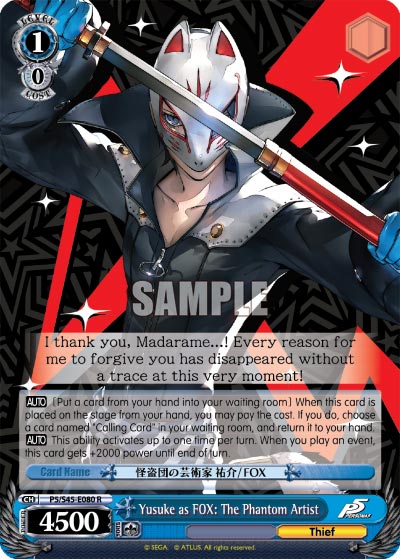 LEVEL
1
0
COST
SAMPLE
I thank you, Madarame...! Every reason for
me to forgive you has disappeared without
a trace at this very moment!
AUTO [Put a card from your hand into your waiting room] When this card is
placed on the stage from your hand, you may pay the cost. If you do, choose
a card named "Calling Card" in your waiting room, and return it to your hand.
AUTO This ability activates up to one time per turn. When you play an event,
this card gets +2000 power until end of turn.
Card Name 怪盗団の芸術家 祐介/FOX
CH P5/S45-E080 R
Yusuke as FOX: The Phantom Artist
P5 PERSONA5
POWER 4500
Thief
© SEGA. © ATLUS. All rights reserved.